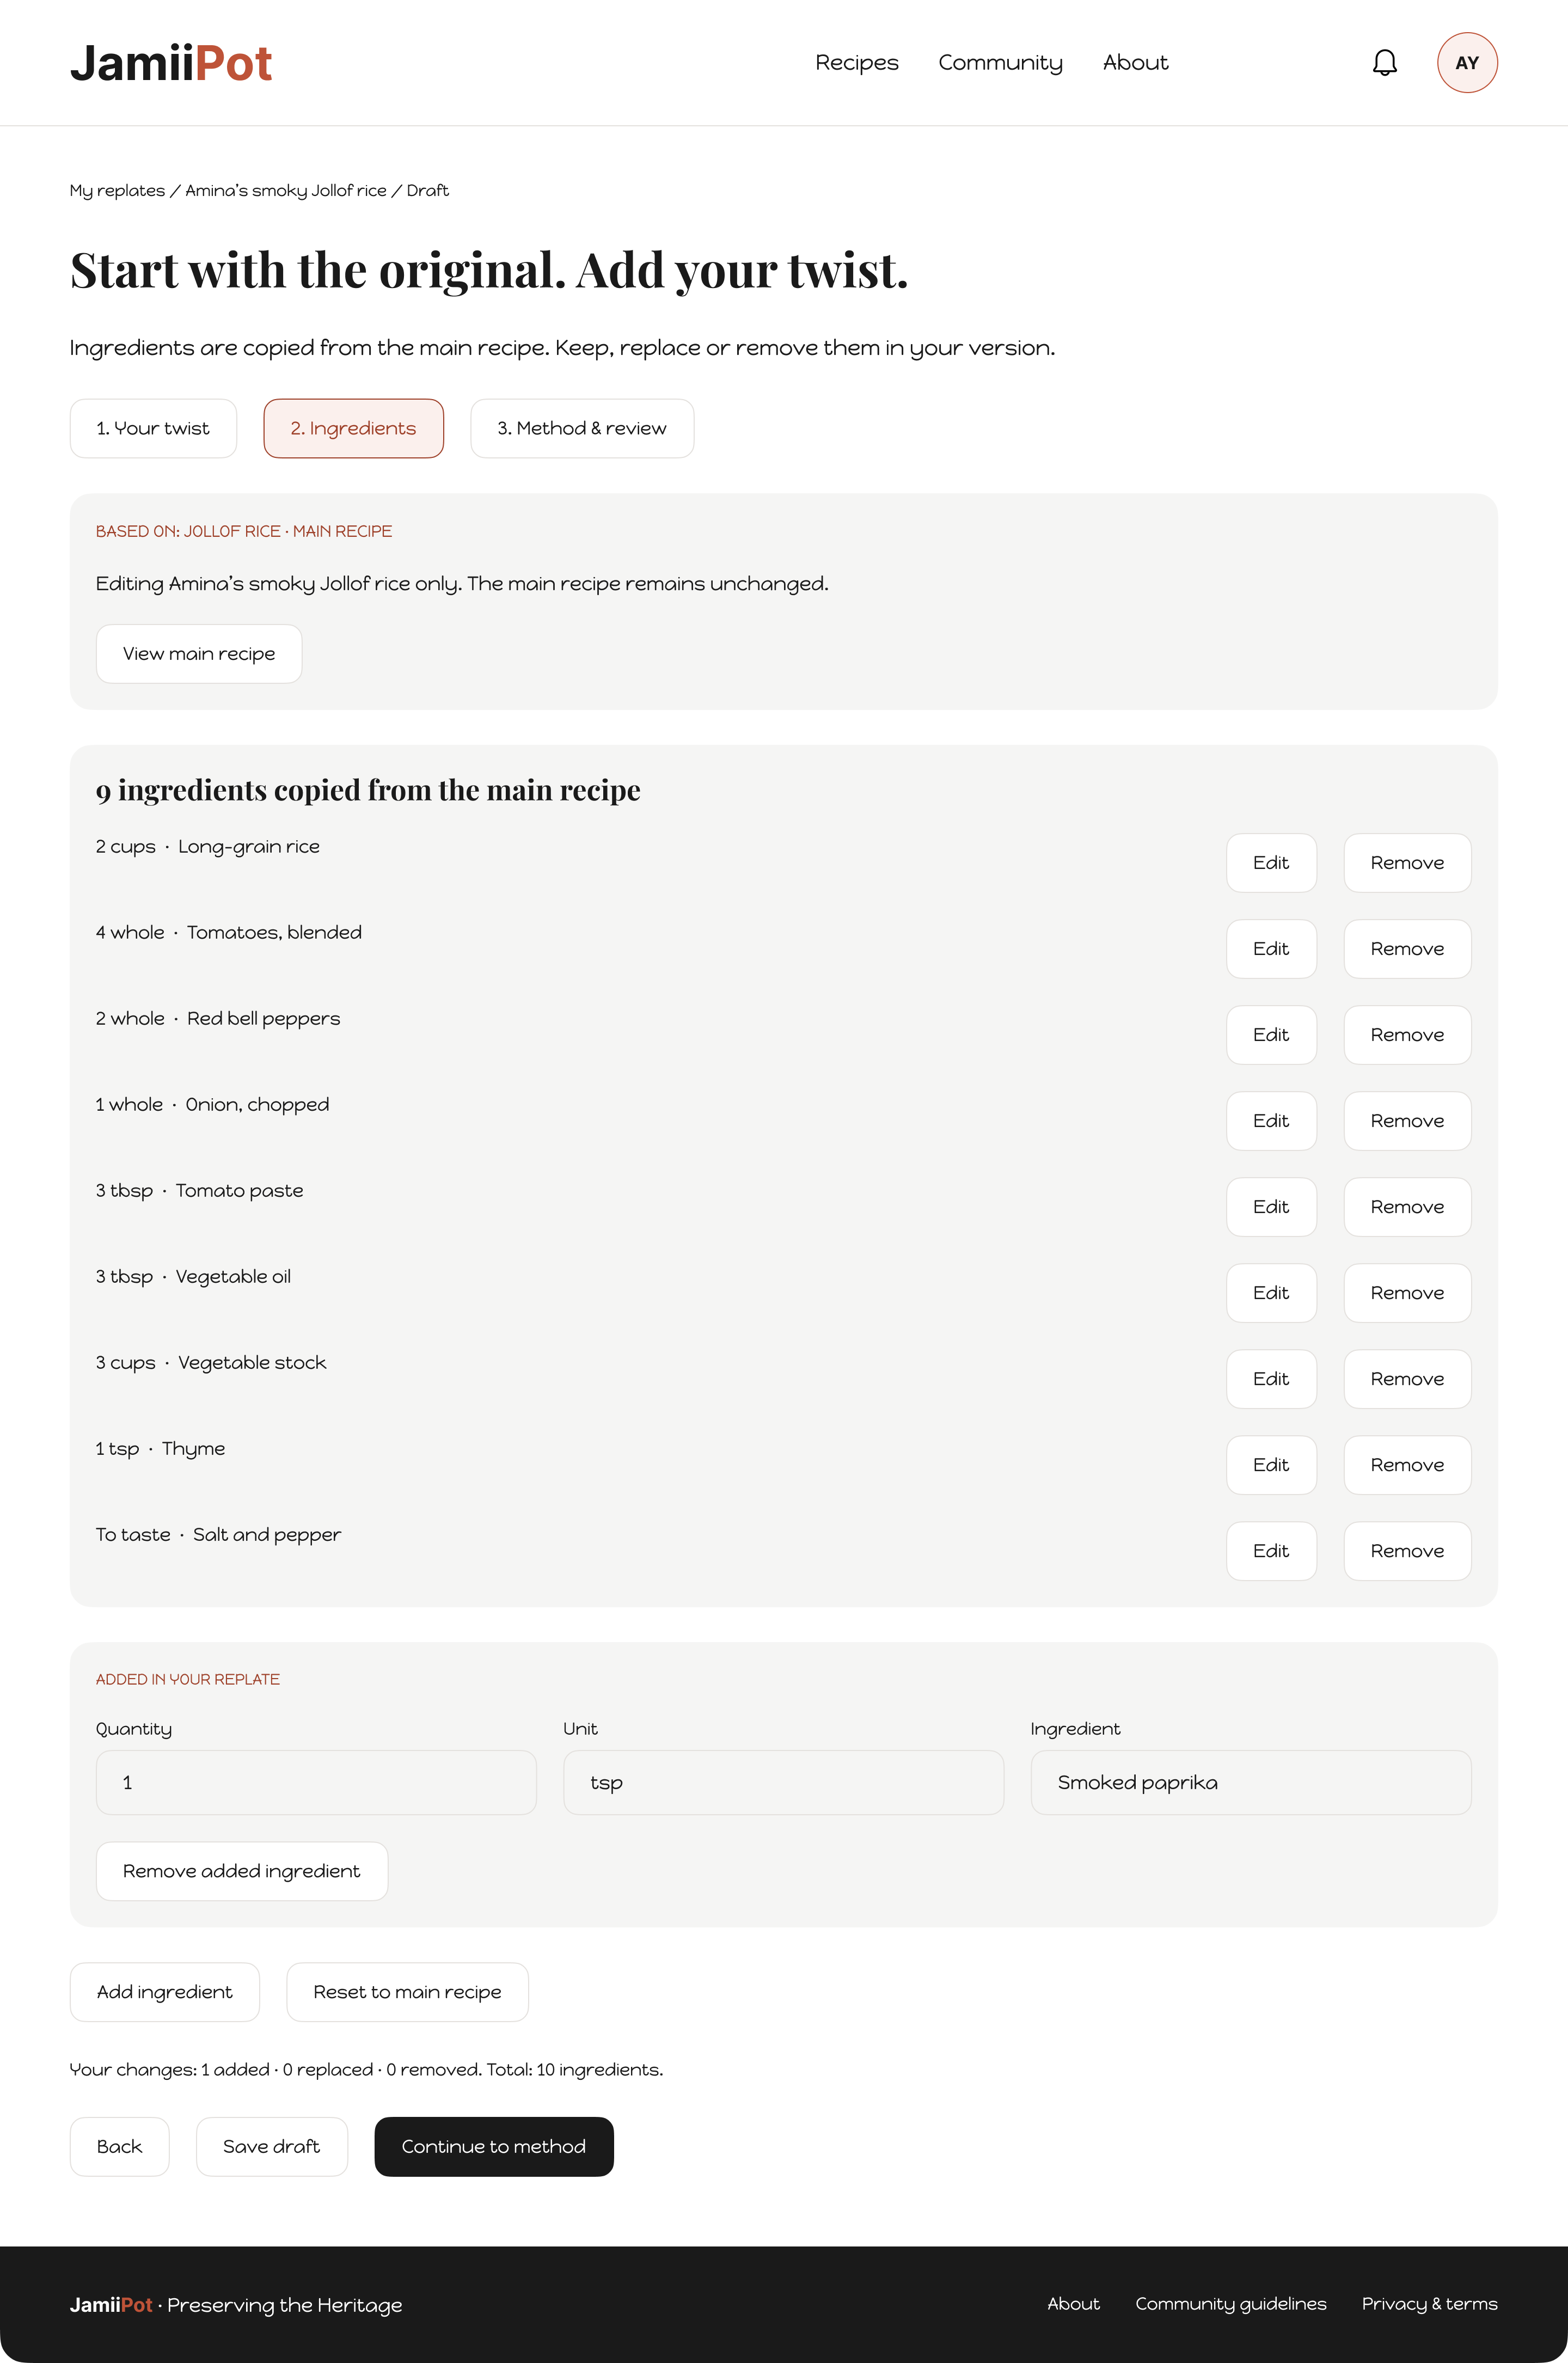 JamiiPot
Recipes Community About
AY
My replates / Amina's smoky Jollof rice / Draft
Start with the original. Add your twist.
Ingredients are copied from the main recipe. Keep, replace or remove them in your version.
1. Your twist 2. Ingredients 3. Method & review
BASED ON: JOLLOF RICE · MAIN RECIPE
Editing Amina's smoky Jollof rice only. The main recipe remains unchanged.
View main recipe
9 ingredients copied from the main recipe
2 cups · Long-grain rice Edit Remove
4 whole · Tomatoes, blended Edit Remove
2 whole · Red bell peppers Edit Remove
1 whole · Onion, chopped Edit Remove
3 tbsp · Tomato paste Edit Remove
3 tbsp · Vegetable oil Edit Remove
3 cups · Vegetable stock Edit Remove
1 tsp · Thyme Edit Remove
To taste · Salt and pepper Edit Remove
ADDED IN YOUR REPLATE
Quantity Unit Ingredient
1 tsp Smoked paprika
Remove added ingredient
Add ingredient Reset to main recipe
Your changes: 1 added · 0 replaced · 0 removed. Total: 10 ingredients.
Back Save draft Continue to method
JamiiPot · Preserving the Heritage About Community guidelines Privacy & terms